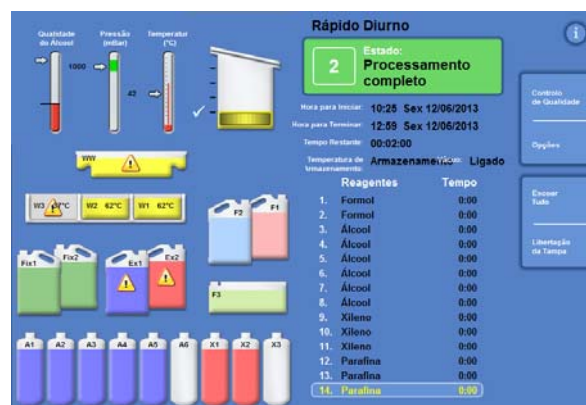 Qualidade do Álcool
Pressão (mBar)
Temperatur (°C)
1000
42
WW
W3 62°C
W2 62°C
W1 62°C
Fix1
Fix2
Ex1
Ex2
F2
F1
F3
A1
A2
A3
A4
A5
A6
X1
X2
X3
Rápido Diurno
2
Estado:
Processamento
completo
Hora para Iniciar: 10:25 Sex 12/06/2013
Hora para Terminar: 12:59 Sex 12/06/2013
Tempo Restante: 00:02:00
Temperatura de Armazenamento: Armazenamento Ligado
Reagentes Tempo
1. Formol 0:00
2. Formol 0:00
3. Álcool 0:00
4. Álcool 0:00
5. Álcool 0:00
6. Álcool 0:00
7. Álcool 0:00
8. Álcool 0:00
9. Xileno 0:00
10. Xileno 0:00
11. Xileno 0:00
12. Parafina 0:00
13. Parafina 0:00
14. Parafina 0:00
i
Controlo
de Qualidade
Opções
Escoar
Tudo
Libertação
da Tampa